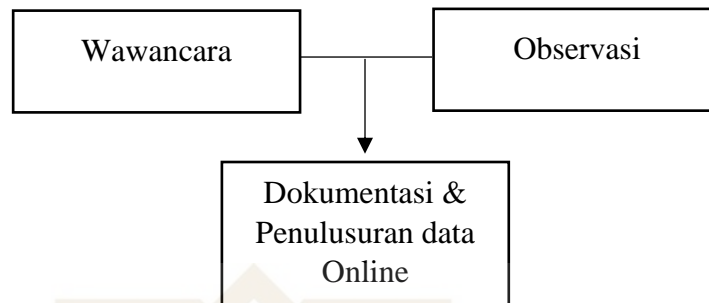 Wawancara
Observasi
Dokumentasi &
Penulusuran data
Online